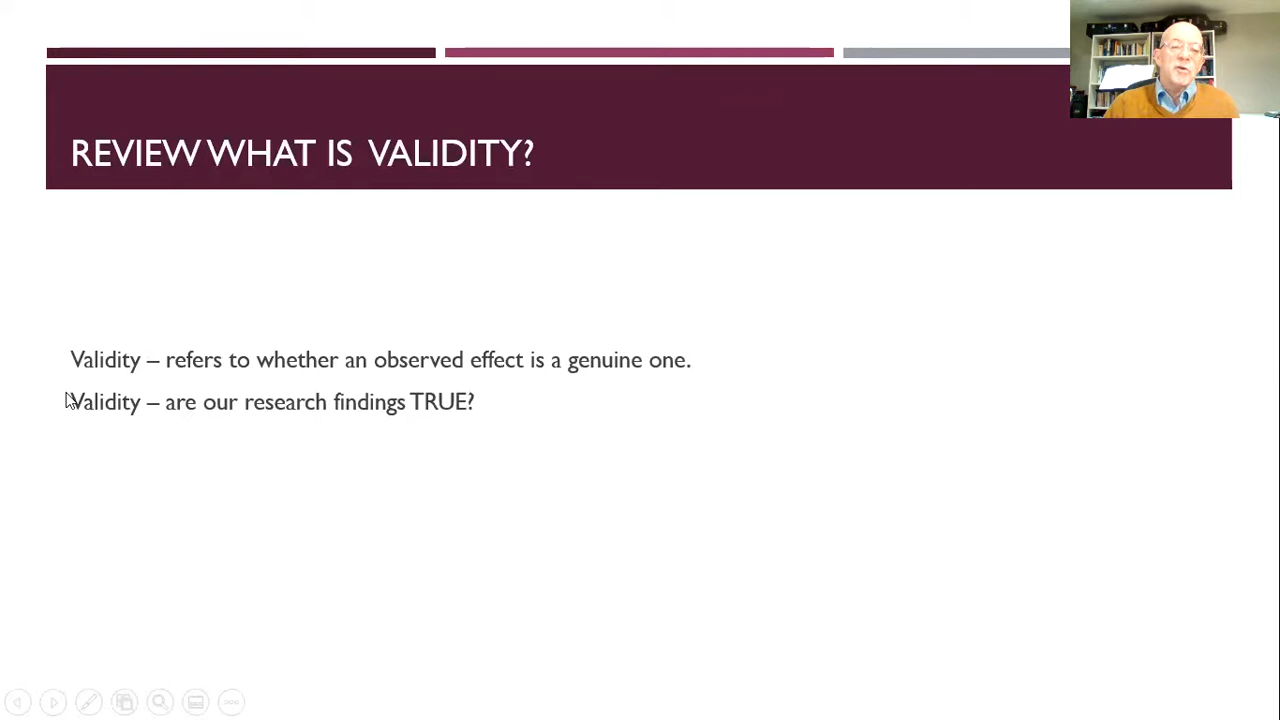 REVIEW WHAT IS VALIDITY?
Validity – refers to whether an observed effect is a genuine one.
Validity – are our research findings TRUE?